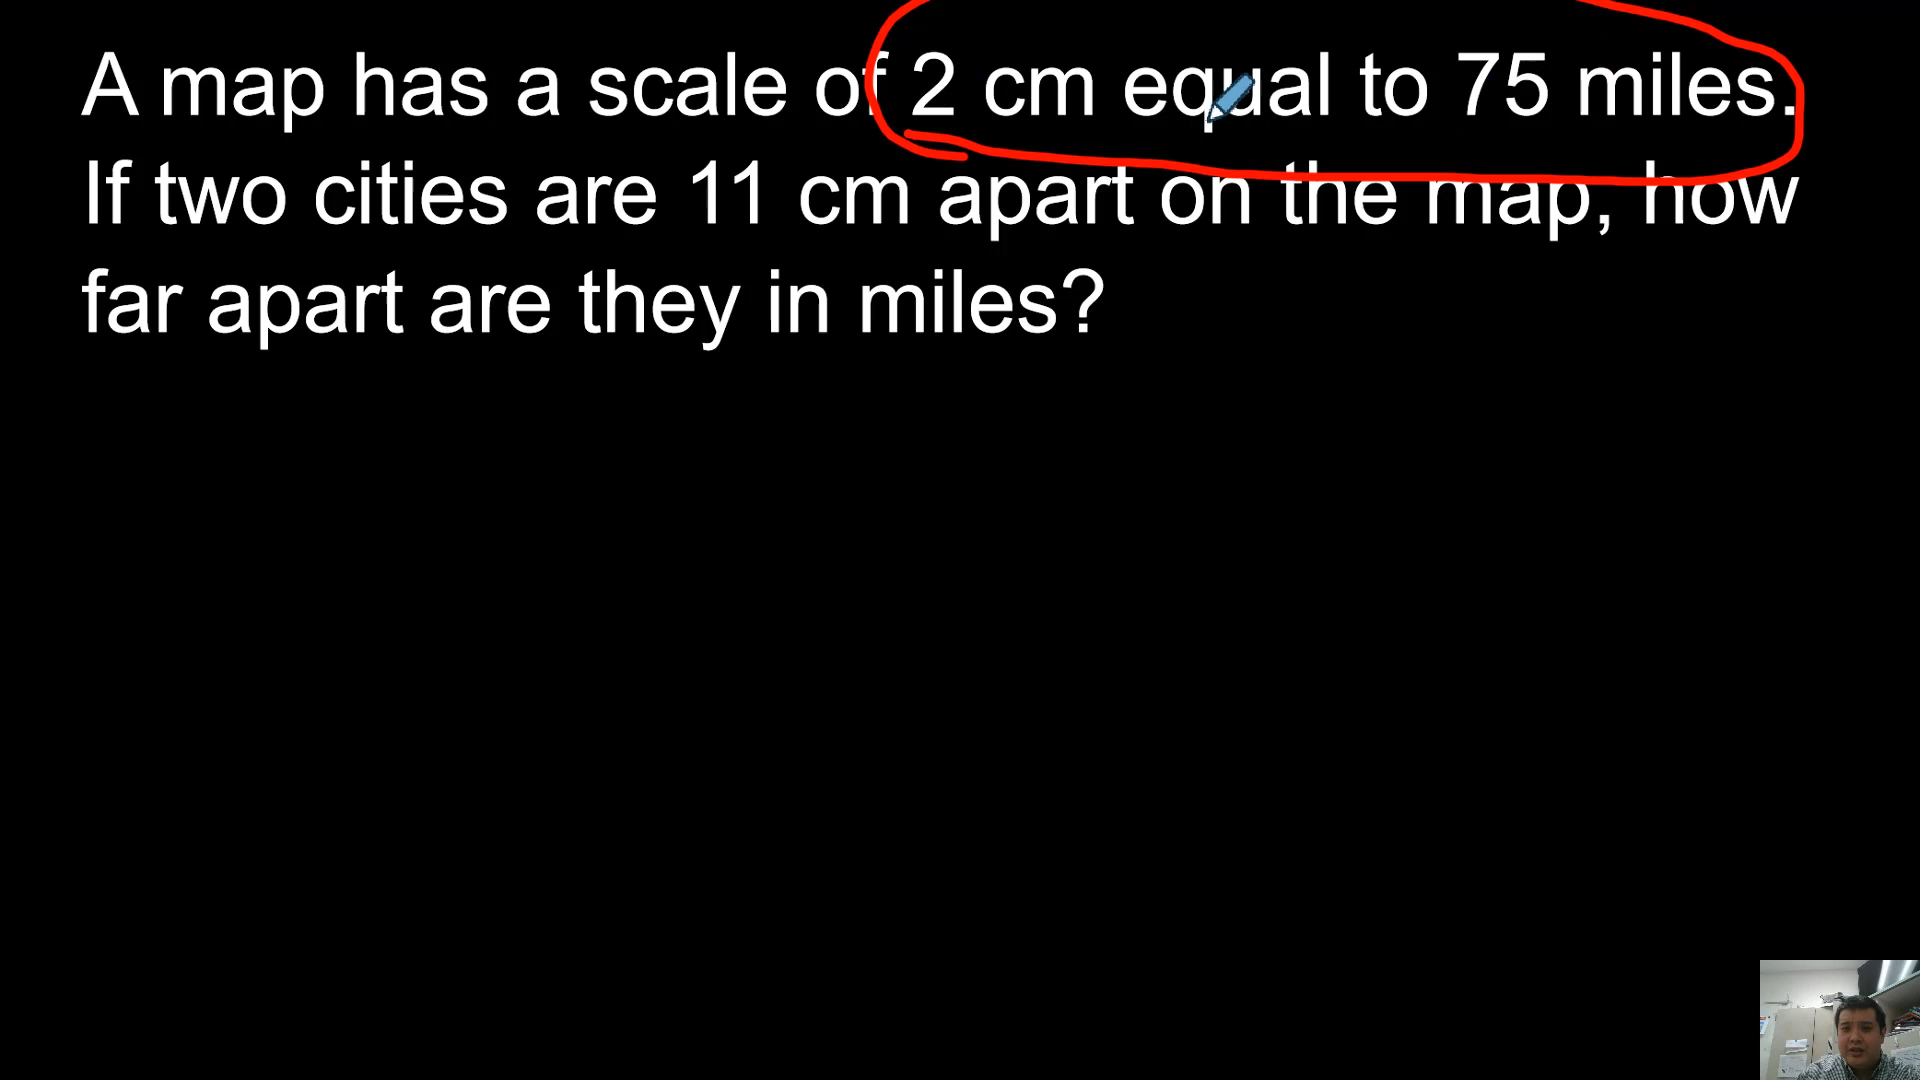 A map has a scale of 2 cm equal to 75 miles.
If two cities are 11 cm apart on the map, how
far apart are they in miles?